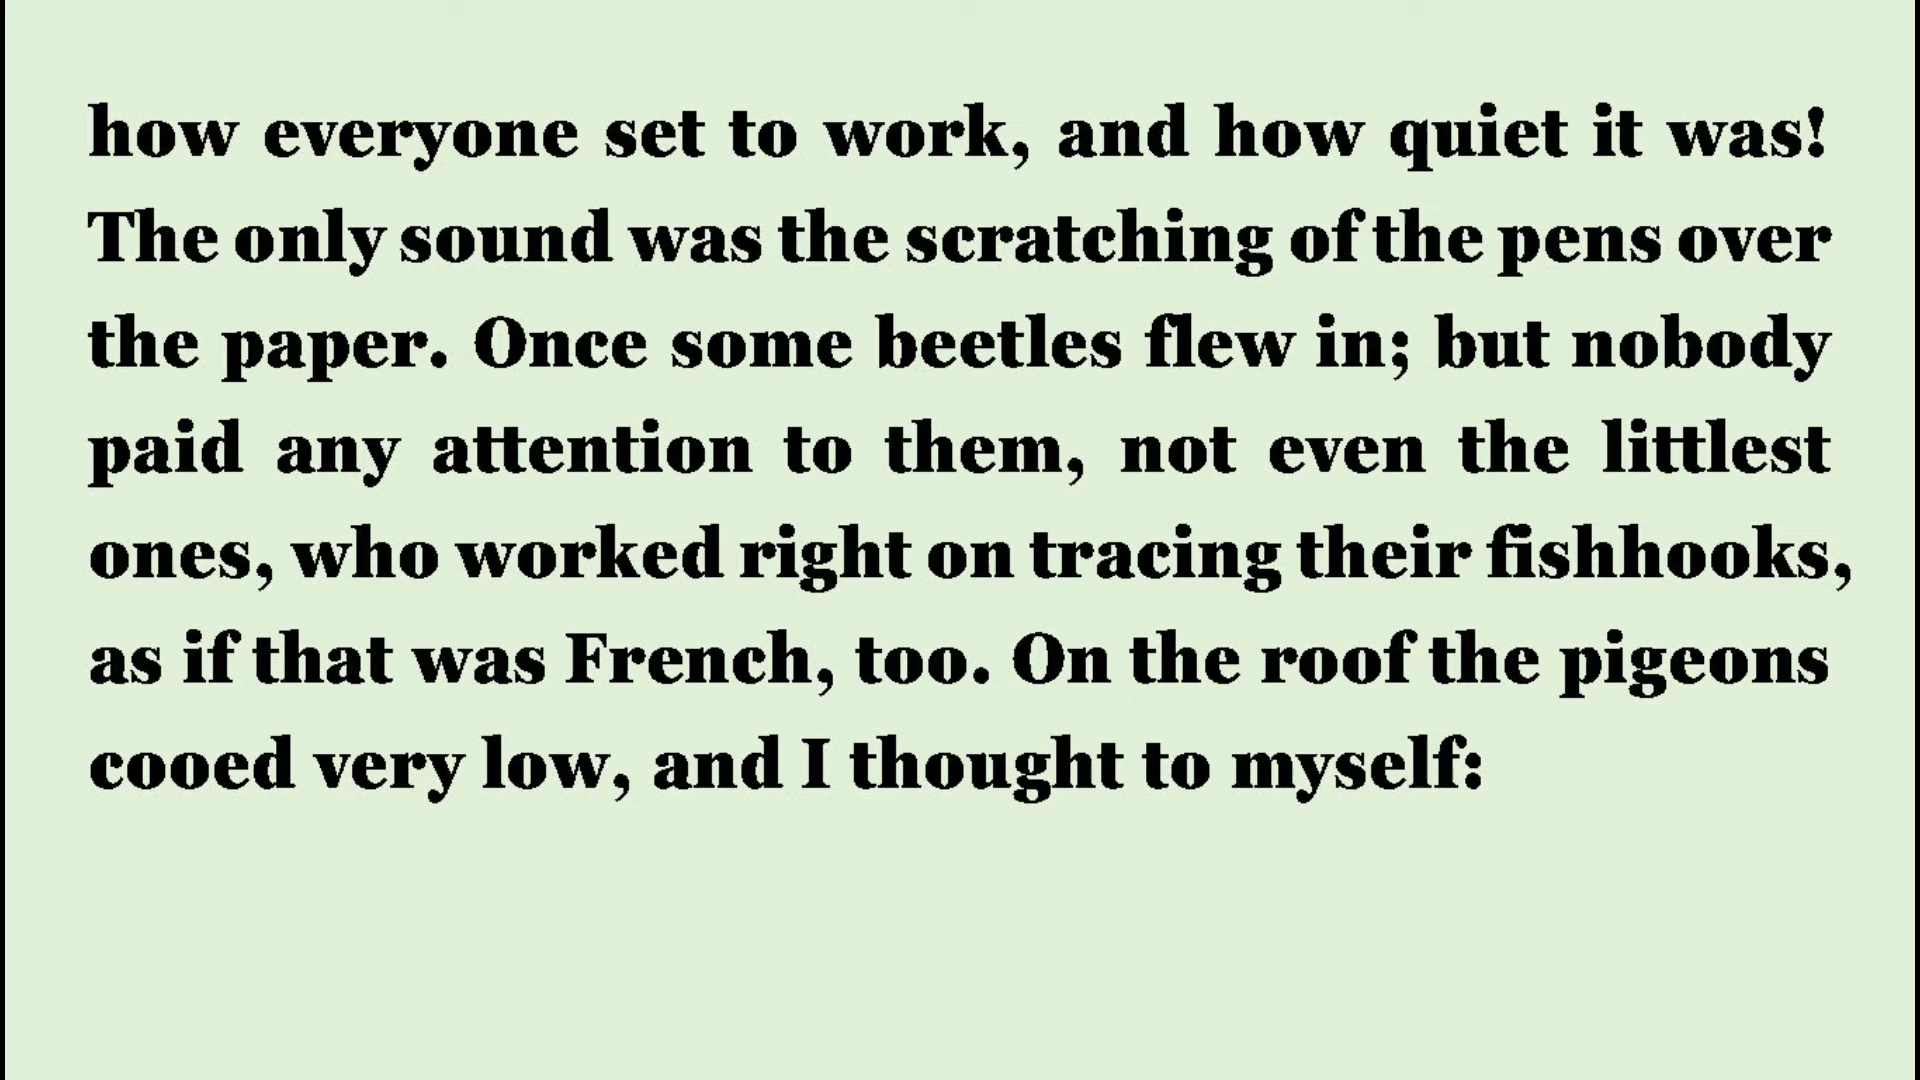 how everyone set to work, and how quiet it was!
The only sound was the scratching of the pens over
the paper. Once some beetles flew in; but nobody
paid any attention to them, not even the littlest
ones, who worked right on tracing their fishhooks,
as if that was French, too. On the roof the pigeons
cooed very low, and I thought to myself: